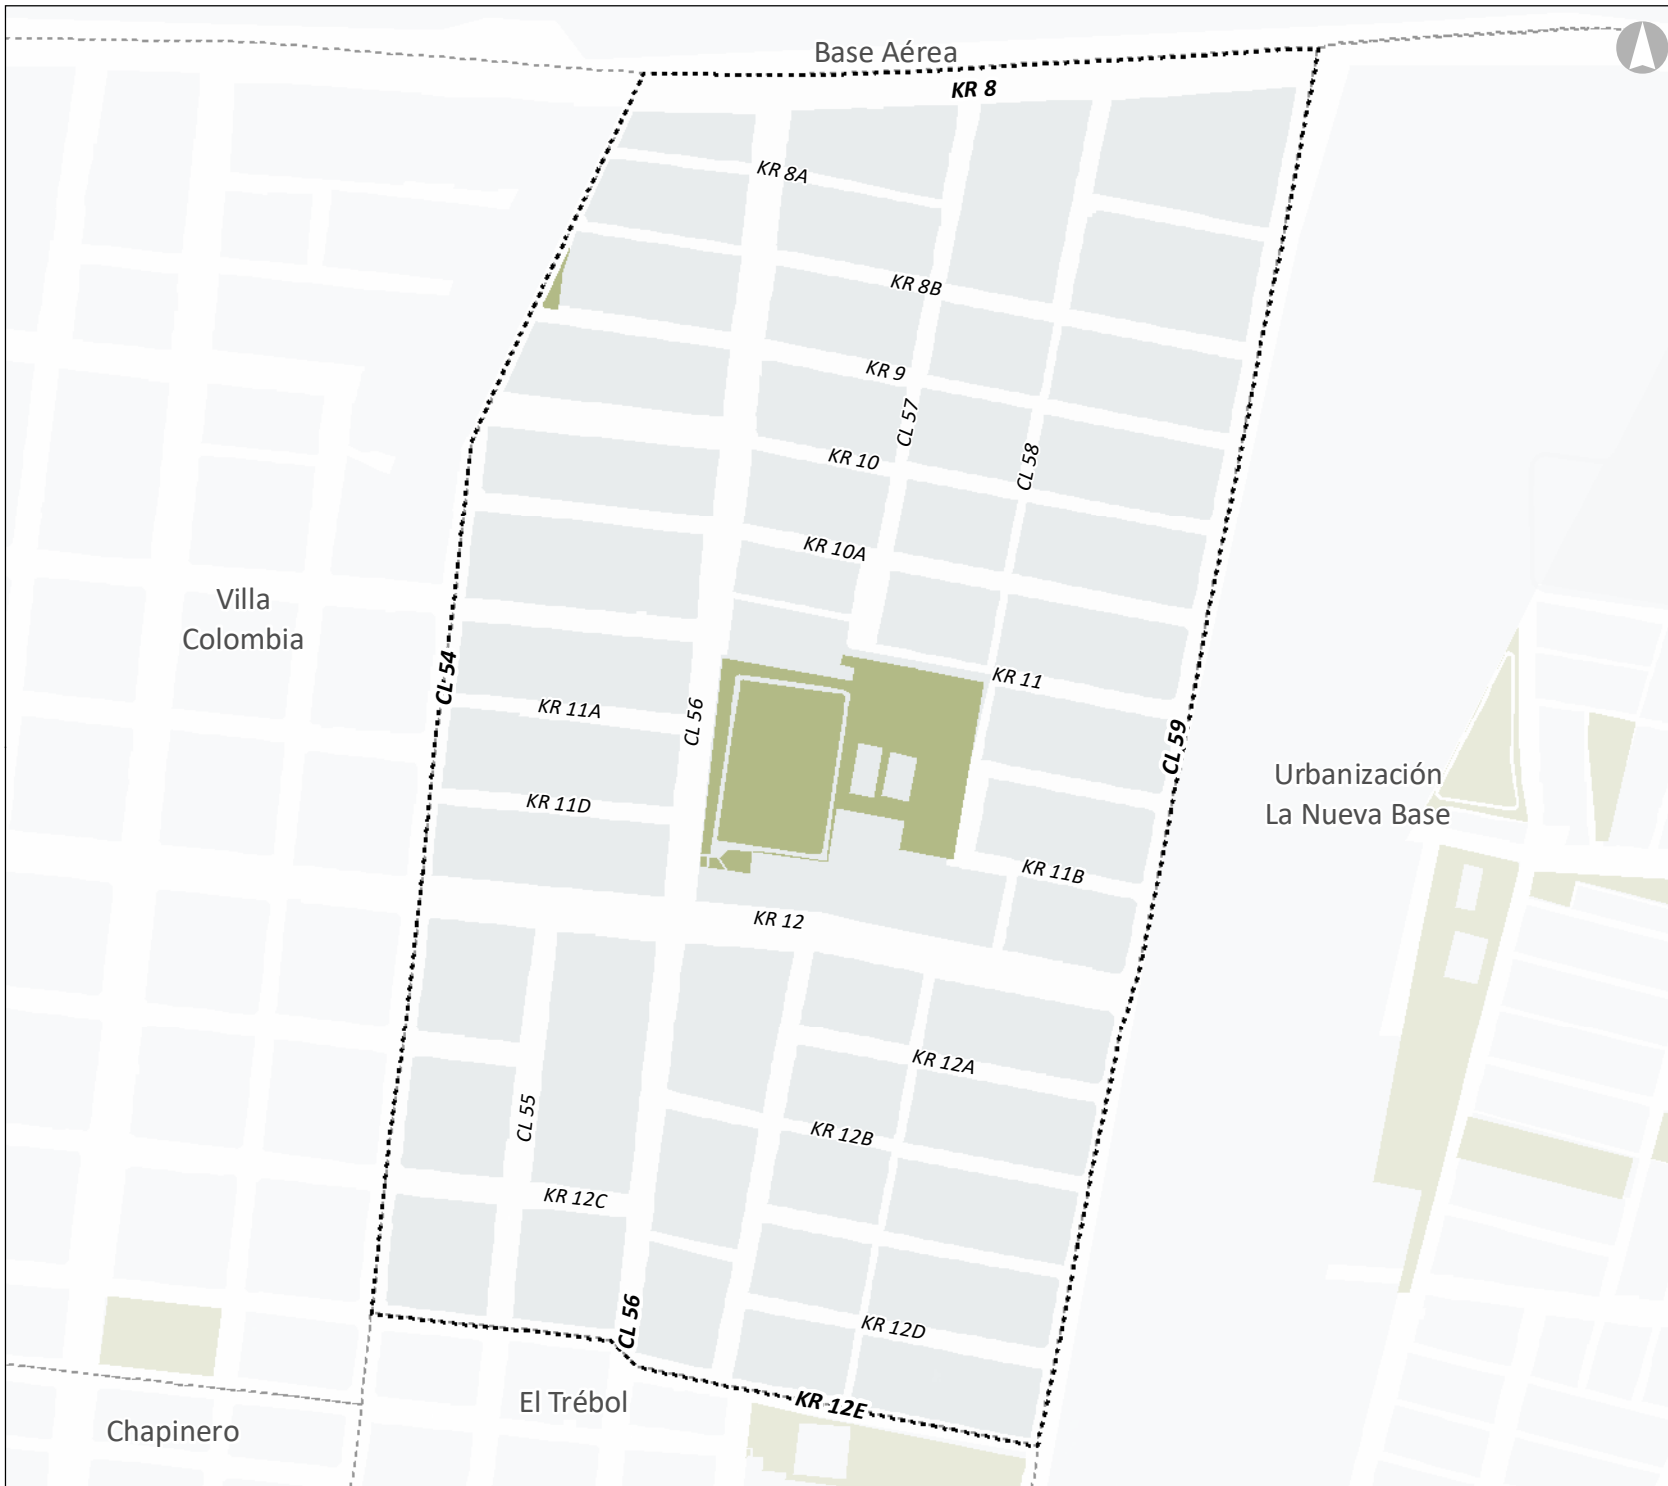 Base Aérea
KR 8
KR 8A
KR 8B
KR 9
CL 57
KR 10
CL 58
KR 10A
Villa
Colombia
CL 54
KR 11
KR 11A
CL 56
CL 59
Urbanización
La Nueva Base
KR 11D
KR 11B
KR 12
KR 12A
CL 55
KR 12B
KR 12C
CL 56
KR 12D
El Trébol
KR 12E
Chapinero